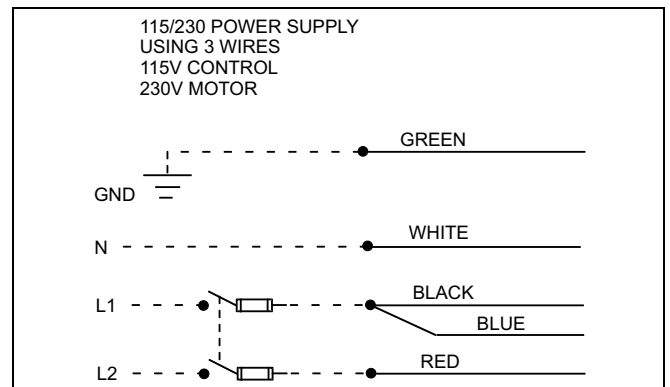 115/230 POWER SUPPLY
USING 3 WIRES
115V CONTROL
230V MOTOR
GREEN
GND
WHITE
N
BLACK
L1
BLUE
RED
L2